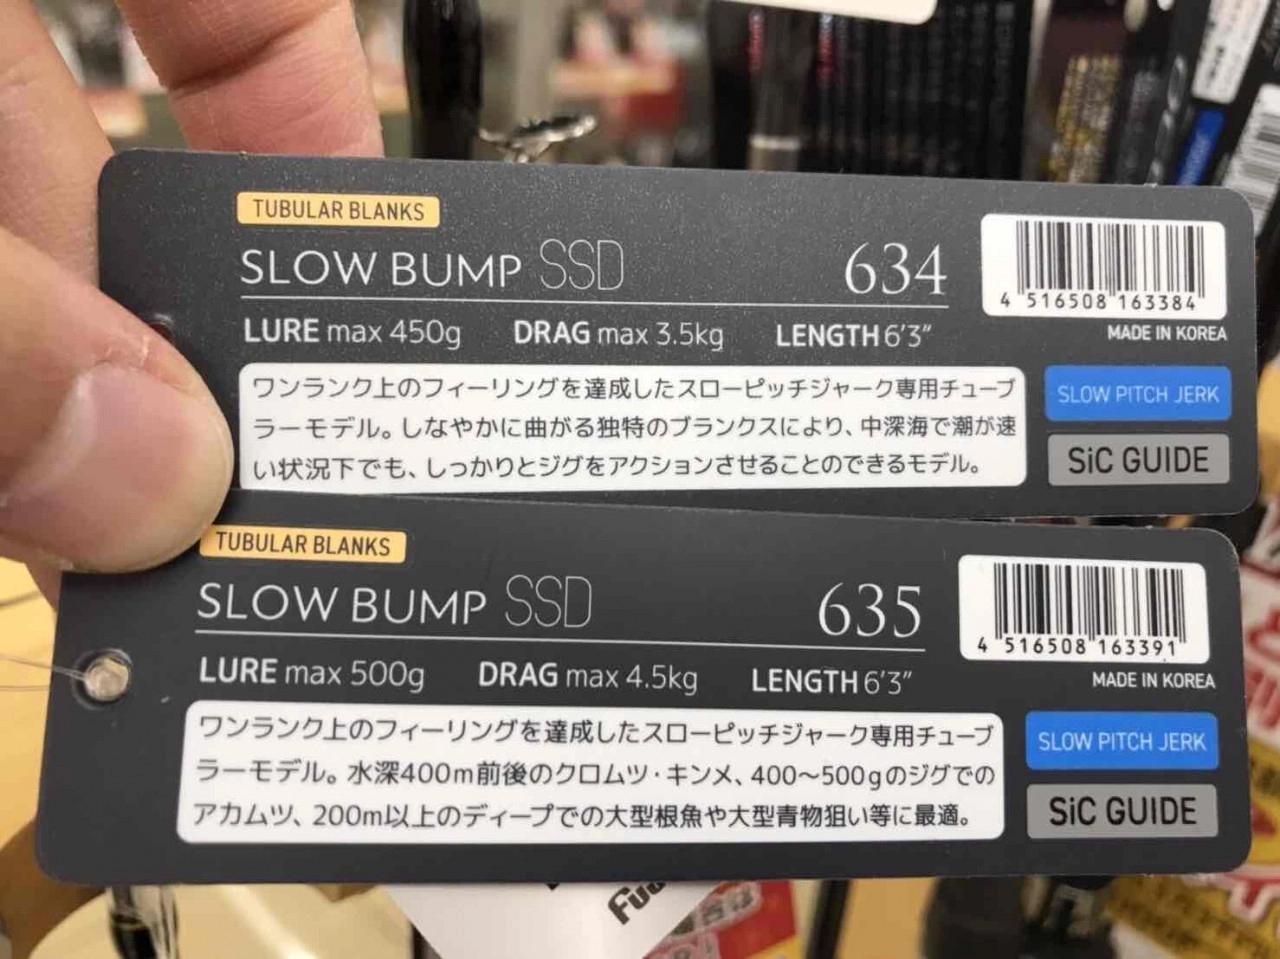 TUBULAR BLANKS
SLOW BUMP SSD 634
LURE max 450g DRAG max 3.5kg LENGTH 6'3"
4 516508 163384
MADE IN KOREA
ワンランク上のフィーリングを達成したスローピッチジャーク専用チューブ
ラーモデル。しなやかに曲がる独特のブランクスにより、中深海で潮が速
い状況下でも、しっかりとジグをアクションさせることのできるモデル。
SLOW PITCH JERK
SiC GUIDE
TUBULAR BLANKS
SLOW BUMP SSD 635
LURE max 500g DRAG max 4.5kg LENGTH 6'3"
4 516508 163391
MADE IN KOREA
ワンランク上のフィーリングを達成したスローピッチジャーク専用チューブ
ラーモデル。水深400m前後のクロムツ・キンメ、400〜500gのジグでの
アカムツ、200m以上のディープでの大型根魚や大型青物狙い等に最適。
SLOW PITCH JERK
SiC GUIDE